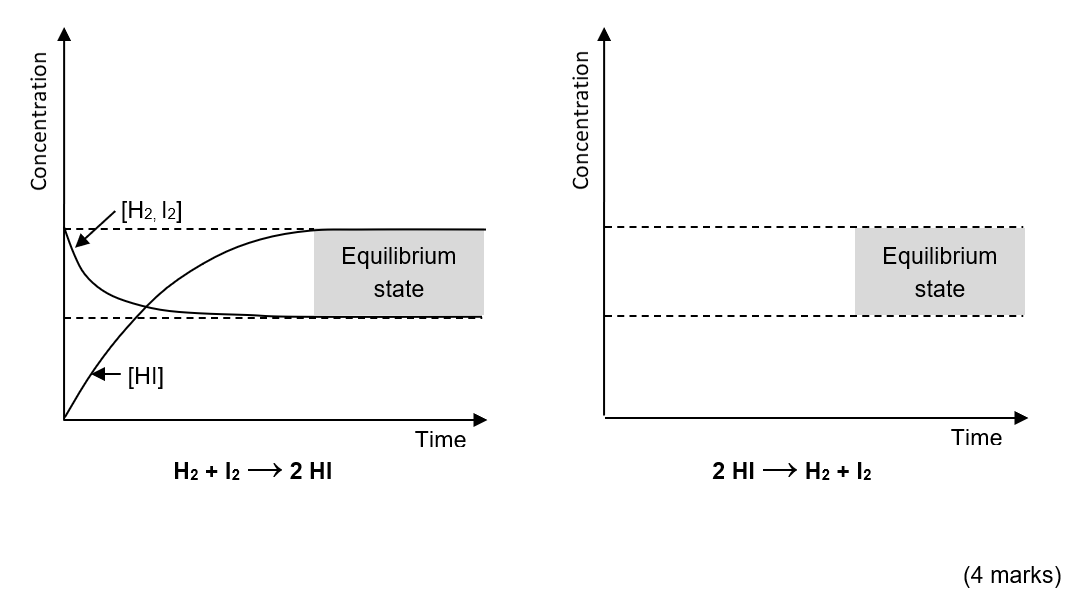 Concentration
[H₂, I₂]
Equilibrium
state
[HI]
Time
H₂ + I₂ ⟶ 2 HI
Concentration
Equilibrium
state
Time
2 HI ⟶ H₂ + I₂
(4 marks)